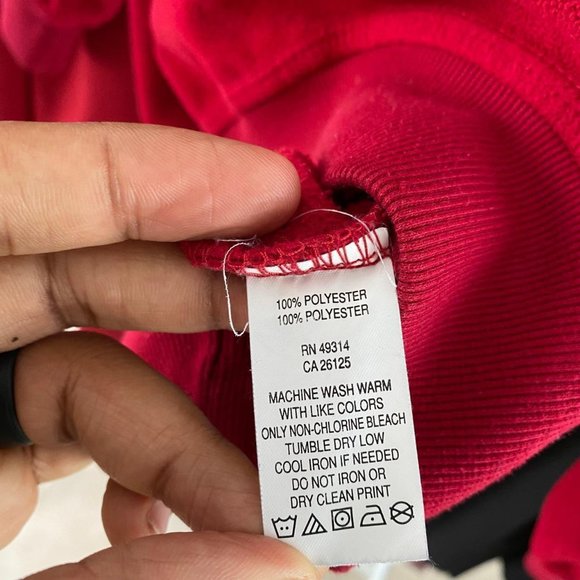 100% POLYESTER
100% POLYESTER
RN 49314
CA 26125
MACHINE WASH WARM
WITH LIKE COLORS
ONLY NON-CHLORINE BLEACH
TUMBLE DRY LOW
COOL IRON IF NEEDED
DO NOT IRON OR
DRY CLEAN PRINT